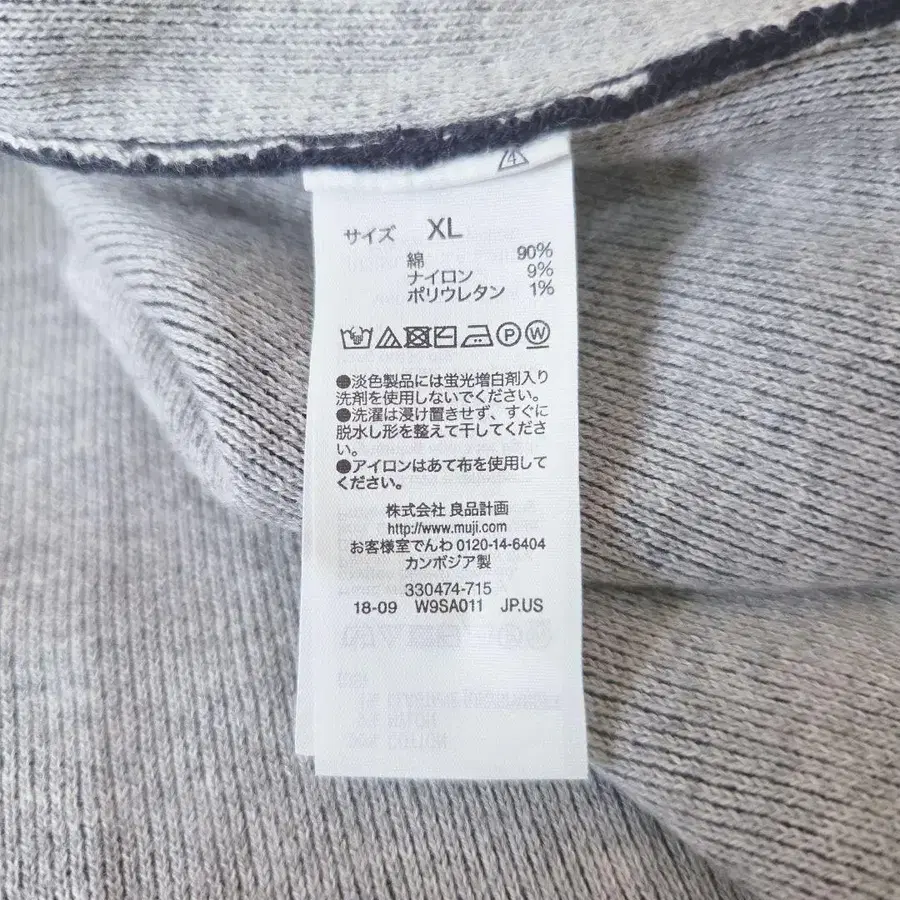 4
サイズ XL
綿 90%
ナイロン 9%
ポリウレタン 1%
P W
●淡色製品には蛍光増白剤入り
洗剤を使用しないでください。
●洗濯は浸け置きせず、すぐに
脱水し形を整えて干してくださ
い。
●アイロンはあて布を使用して
ください。
株式会社 良品計画
http://www.muji.com/
お客様室でんわ 0120-14-6404
カンボジア製
330474-715
18-09 W9SA011 JP.US